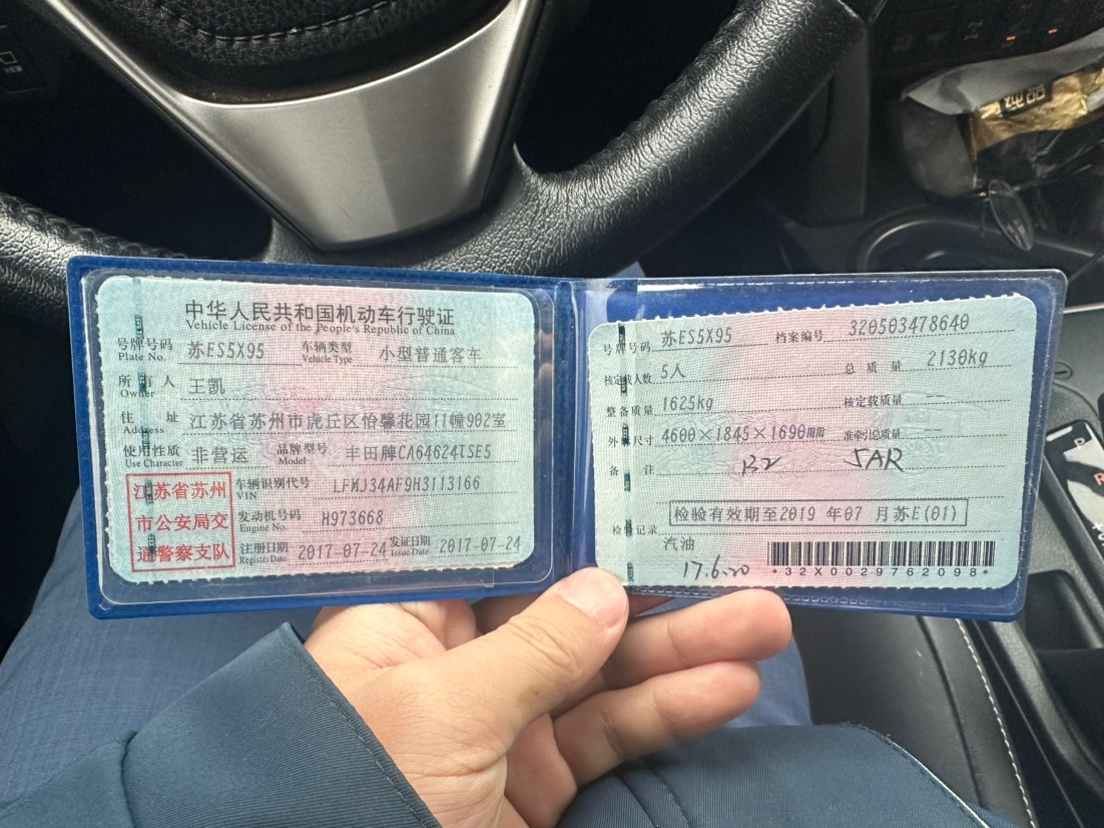 中华人民共和国机动车行驶证
Vehicle License of the People's Republic of China
号牌号码 苏ES5X95 车辆类型 小型普通客车
Plate No. Vehicle Type
所有人 王凯
Owner
住址 江苏省苏州市虎丘区怡馨花园11幢902室
Address
使用性质 非营运 品牌型号 丰田牌CA64624TSE5
Use Character Model
江苏省苏州
市公安局交
通警察支队
车辆识别代号 LFMJ34AF9H3113166
VIN
发动机号码 H973668
Engine No.
注册日期 2017-07-24 发证日期 2017-07-24
Register Date Issue Date
号牌号码 苏ES5X95 档案编号 320503478640
核定载人数 5人 总质量 2130kg
整备质量 1625kg 核定载质量 --
外廓尺寸 4600×1845×1690mm 准牵引总质量 --
备注
检验记录 检验有效期至2019年07月苏E(01)
汽油
17.6.20
*32X0029762098*